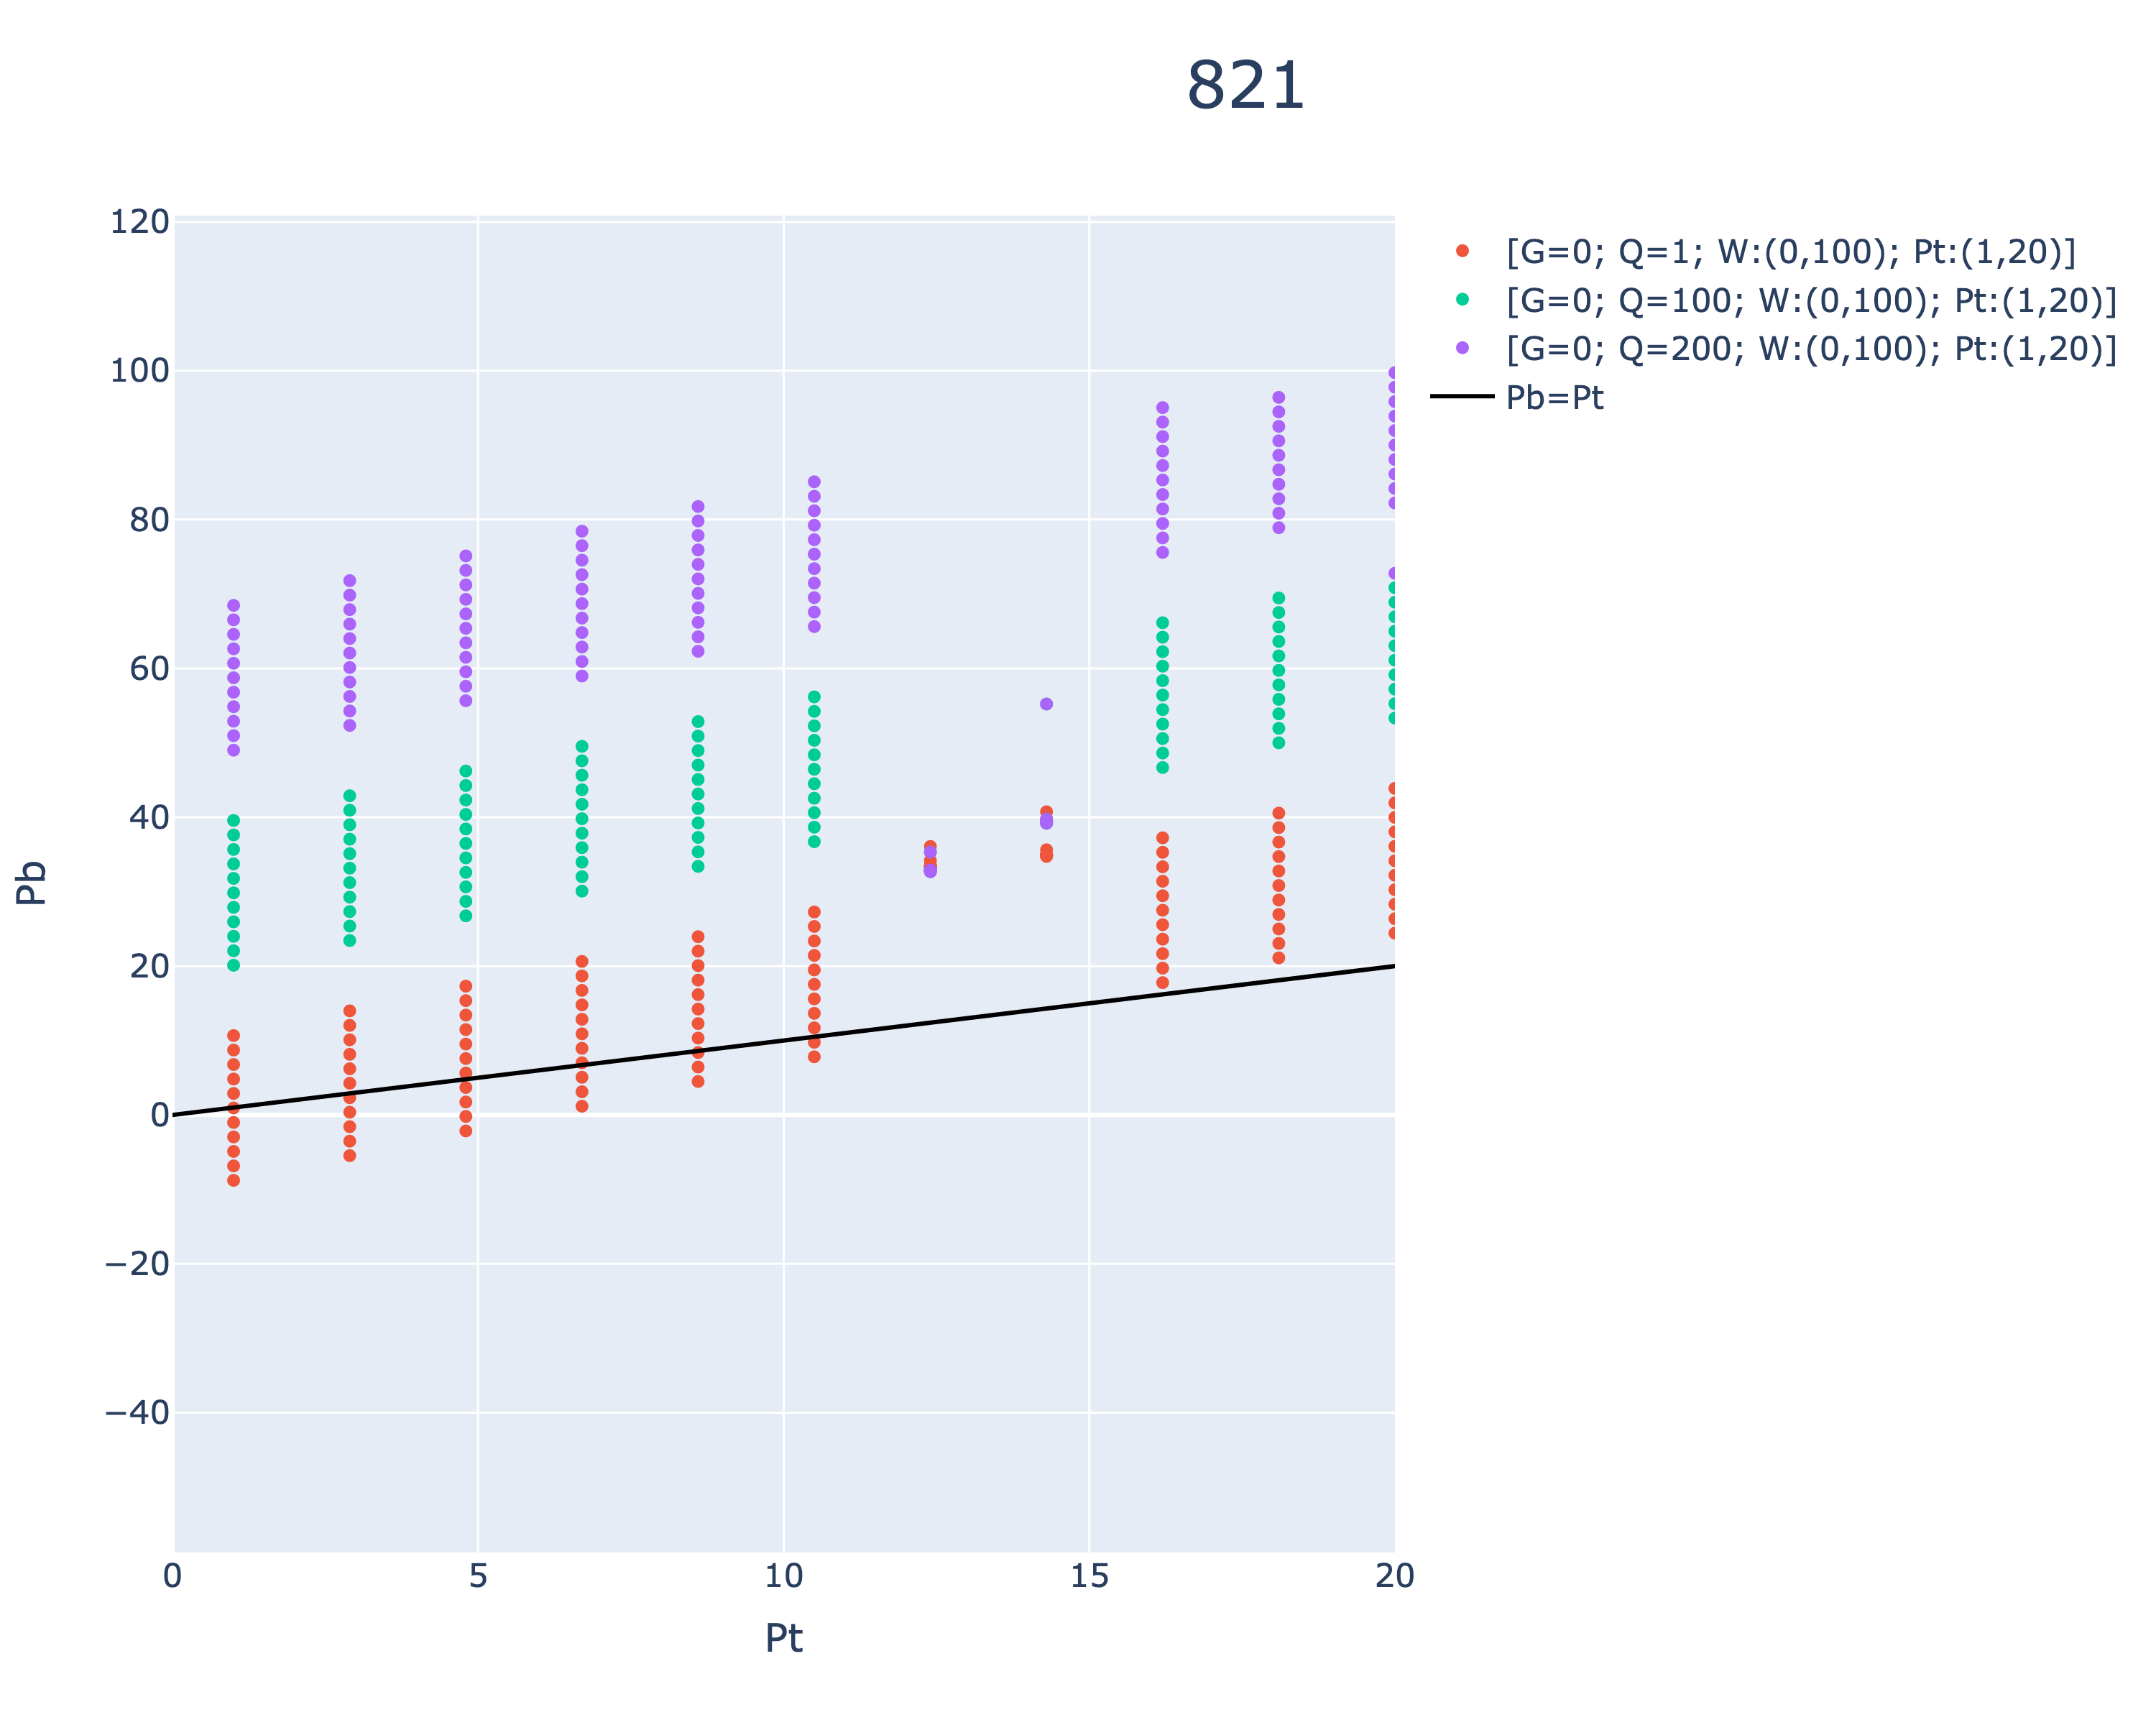 821
120
100
80
60
40
20
0
−20
−40
Pb
0 5 10 15 20
Pt
[G=0; Q=1; W:(0,100); Pt:(1,20)]
[G=0; Q=100; W:(0,100); Pt:(1,20)]
[G=0; Q=200; W:(0,100); Pt:(1,20)]
Pb=Pt